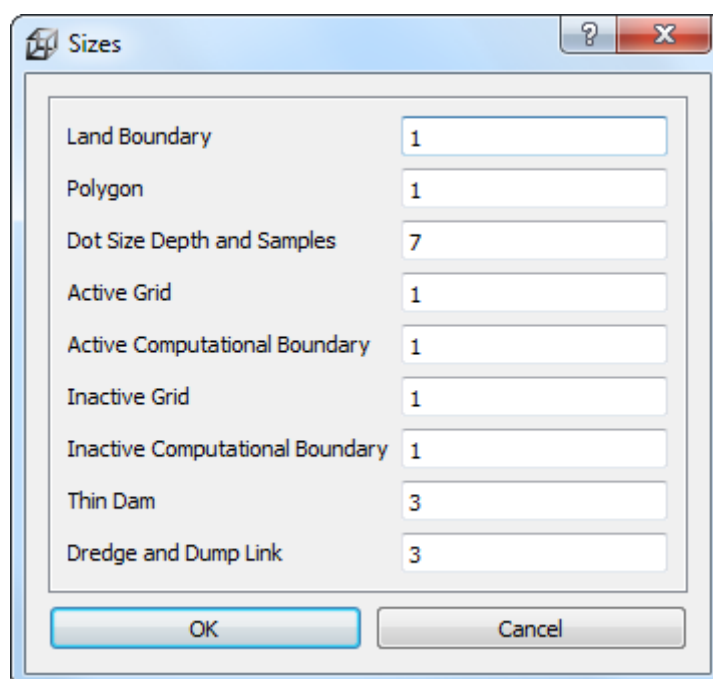 Sizes
Land Boundary 1
Polygon 1
Dot Size Depth and Samples 7
Active Grid 1
Active Computational Boundary 1
Inactive Grid 1
Inactive Computational Boundary 1
Thin Dam 3
Dredge and Dump Link 3
OK Cancel